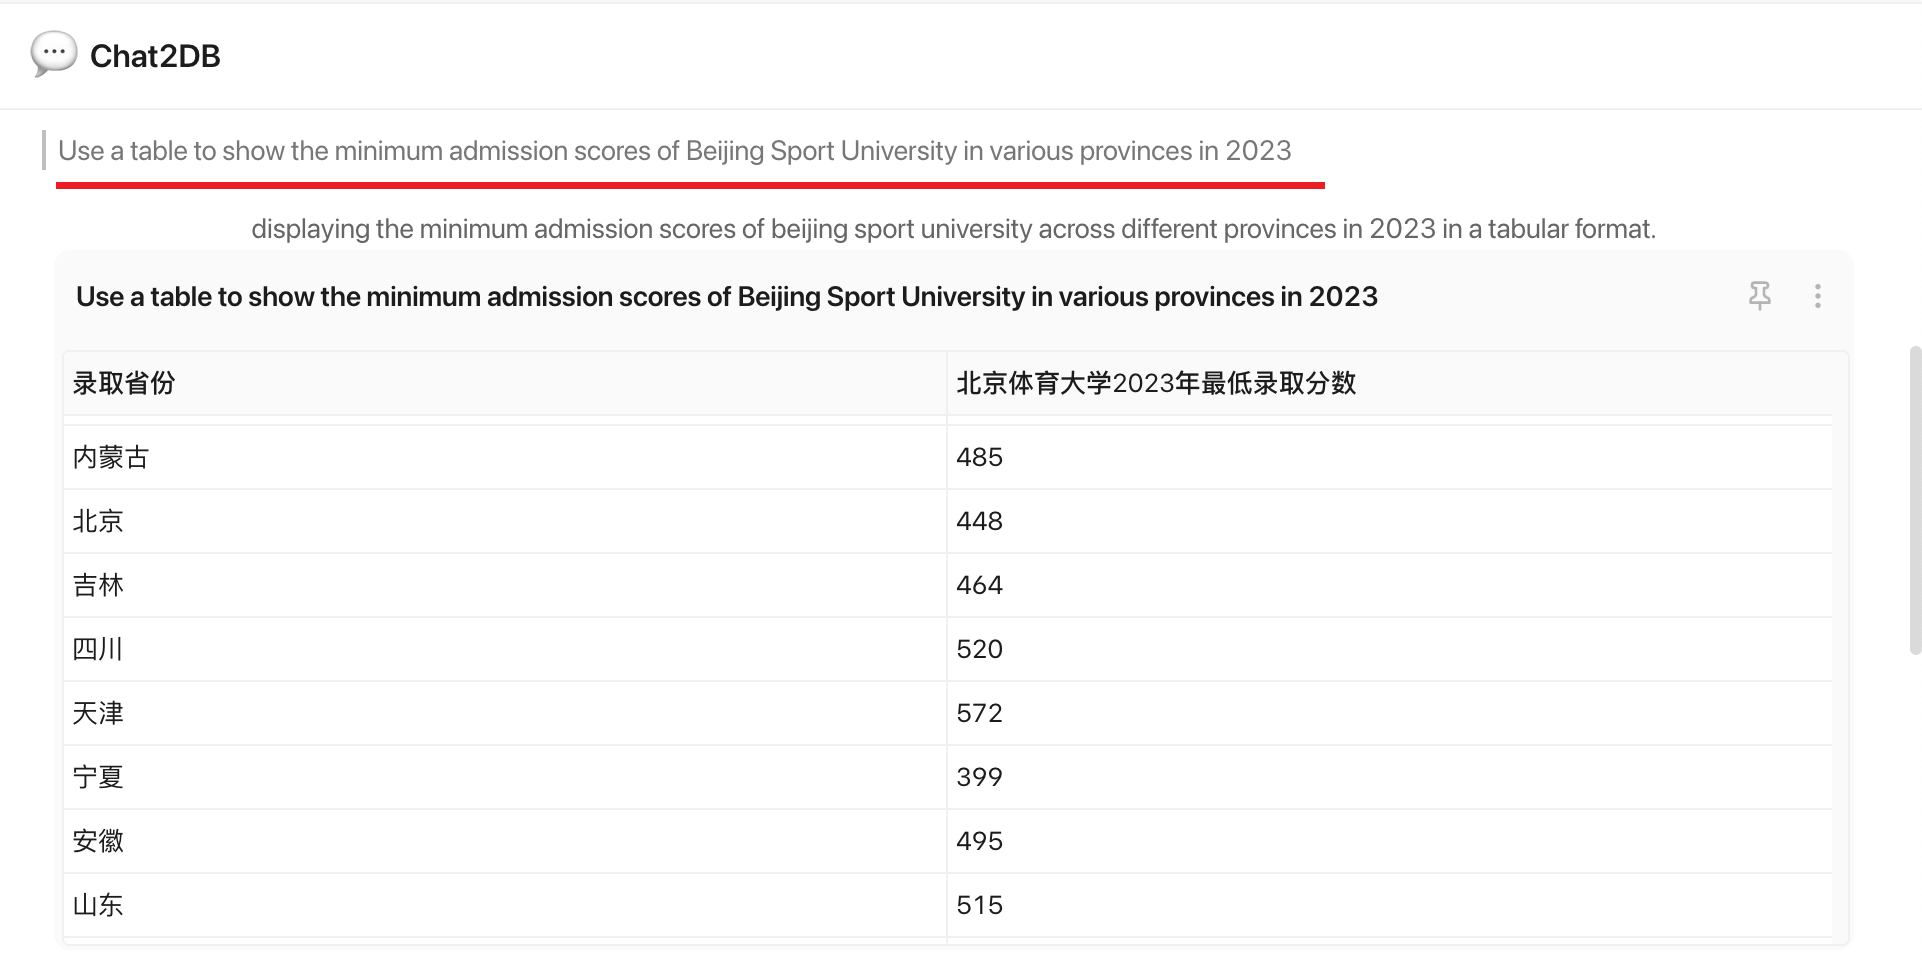 Chat2DB
Use a table to show the minimum admission scores of Beijing Sport University in various provinces in 2023
displaying the minimum admission scores of beijing sport university across different provinces in 2023 in a tabular format.
Use a table to show the minimum admission scores of Beijing Sport University in various provinces in 2023
录取省份 北京体育大学2023年最低录取分数
内蒙古 485
北京 448
吉林 464
四川 520
天津 572
宁夏 399
安徽 495
山东 515